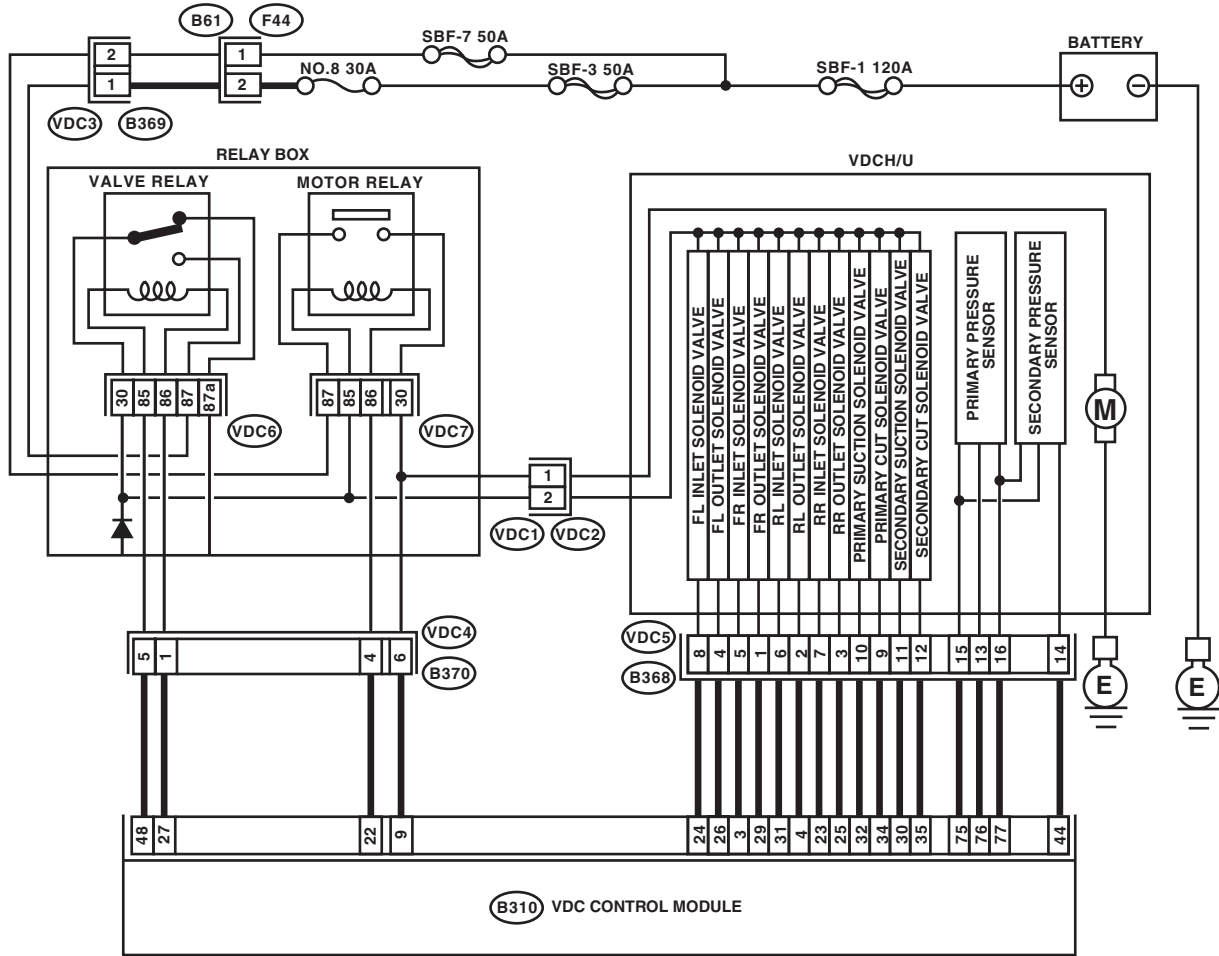 B61
F44
SBF-7 50A
BATTERY
2
1
NO.8 30A
SBF-3 50A
SBF-1 120A
1
2
VDC3
B369
RELAY BOX
VDCH/U
VALVE RELAY
MOTOR RELAY
FL INLET SOLENOID VALVE
FL OUTLET SOLENOID VALVE
FR INLET SOLENOID VALVE
FR OUTLET SOLENOID VALVE
RL INLET SOLENOID VALVE
RL OUTLET SOLENOID VALVE
RR INLET SOLENOID VALVE
RR OUTLET SOLENOID VALVE
PRIMARY SUCTION SOLENOID VALVE
PRIMARY CUT SOLENOID VALVE
SECONDARY SUCTION SOLENOID VALVE
SECONDARY CUT SOLENOID VALVE
PRIMARY PRESSURE
SENSOR
SECONDARY PRESSURE
SENSOR
M
30 85 86 87 87a
VDC6
87 85 86 30
VDC7
1
2
VDC1
VDC2
VDC4
5 1 4 6
B370
VDC5
8 4 5 1 6 2 7 3 10 9 11 12 15 13 16 14
B368
E
E
48 27 22 9 24 26 3 29 31 4 23 25 32 34 30 35 75 76 77 44
B310 VDC CONTROL MODULE